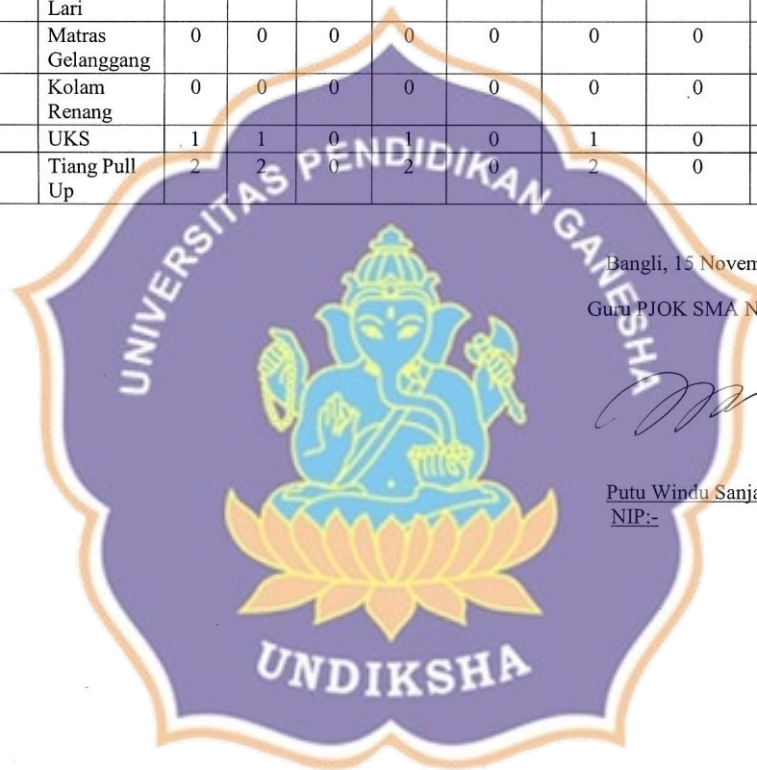 Lari
Matras Gelanggang 0 0 0 0 0 0 0
Kolam Renang 0 0 0 0 0 0 0
UKS 1 1 0 1 0 1 0
Tiang Pull Up 2 2 0 2 0 2 0
UNIVERSITAS PENDIDIKAN GANESHA
Bangli, 15 Novem
Guru PJOK SMA N
Putu Windu Sanja
NIP:-
UNDIKSHA